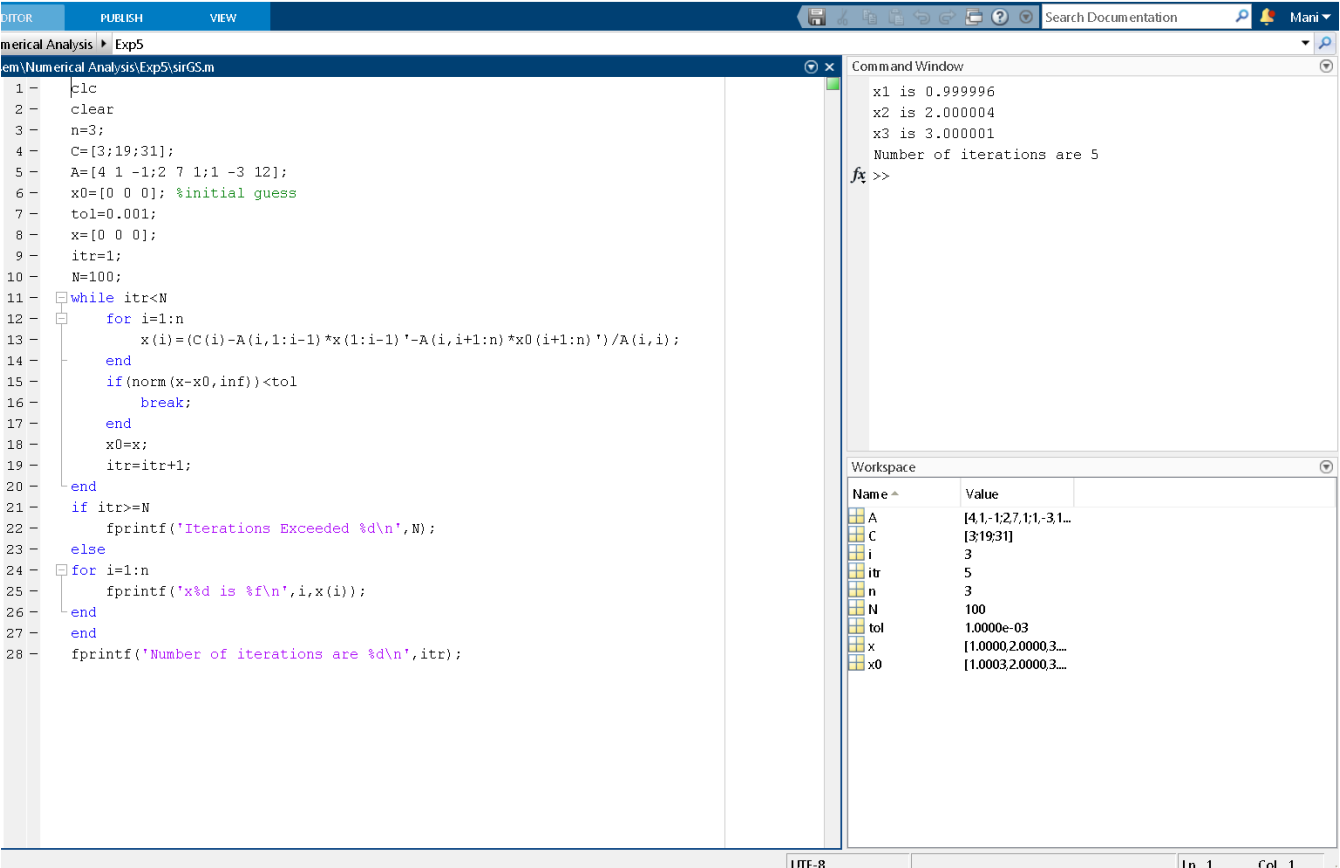 DITOR PUBLISH VIEW Search Documentation Mani
merical Analysis Exp5
em\Numerical Analysis\Exp5\sirGS.m
1 - clc
2 - clear
3 - n=3;
4 - C=[3;19;31];
5 - A=[4 1 -1;2 7 1;1 -3 12];
6 - x0=[0 0 0]; %initial guess
7 - tol=0.001;
8 - x=[0 0 0];
9 - itr=1;
10 - N=100;
11 - while itr<N
12 - for i=1:n
13 - x(i)=(C(i)-A(i,1:i-1)*x(1:i-1)'-A(i,i+1:n)*x0(i+1:n)')/A(i,i);
14 - end
15 - if(norm(x-x0,inf))<tol
16 - break;
17 - end
18 - x0=x;
19 - itr=itr+1;
20 - end
21 - if itr>=N
22 - fprintf('Iterations Exceeded %d\n',N);
23 - else
24 - for i=1:n
25 - fprintf('x%d is %f\n',i,x(i));
26 - end
27 - end
28 - fprintf('Number of iterations are %d\n',itr);
Command Window
x1 is 0.999996
x2 is 2.000004
x3 is 3.000001
Number of iterations are 5
fx >>
Workspace
Name Value
A [4,1,-1;2,7,1;1,-3,1...
C [3;19;31]
i 3
itr 5
n 3
N 100
tol 1.0000e-03
x [1.0000,2.0000,3....
x0 [1.0003,2.0000,3....
UTF-8 Ln 1 Col 1